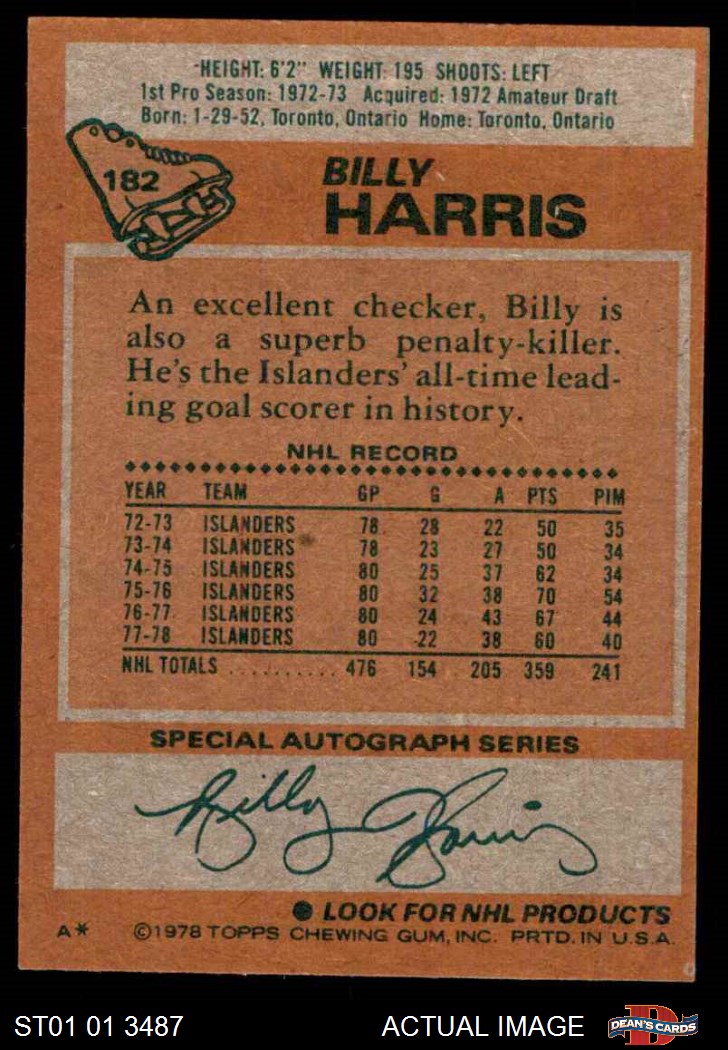 HEIGHT: 6'2" WEIGHT: 195 SHOOTS: LEFT
1st Pro Season: 1972-73 Acquired: 1972 Amateur Draft
Born: 1-29-52, Toronto, Ontario Home: Toronto, Ontario
182
BILLY
HARRIS
An excellent checker, Billy is
also a superb penalty-killer.
He's the Islanders' all-time lead-
ing goal scorer in history.
NHL RECORD
YEAR TEAM GP G A PTS PIM
72-73 ISLANDERS 78 28 22 50 35
73-74 ISLANDERS 78 23 27 50 34
74-75 ISLANDERS 80 25 37 62 34
75-76 ISLANDERS 80 32 38 70 54
76-77 ISLANDERS 80 24 43 67 44
77-78 ISLANDERS 80 22 38 60 40
NHL TOTALS .......... 476 154 205 359 241
SPECIAL AUTOGRAPH SERIES
Billy Harris
● LOOK FOR NHL PRODUCTS
A* ©1978 TOPPS CHEWING GUM, INC. PRTD. IN U.S.A.
ST01 01 3487 ACTUAL IMAGE D DEAN'S CARDS